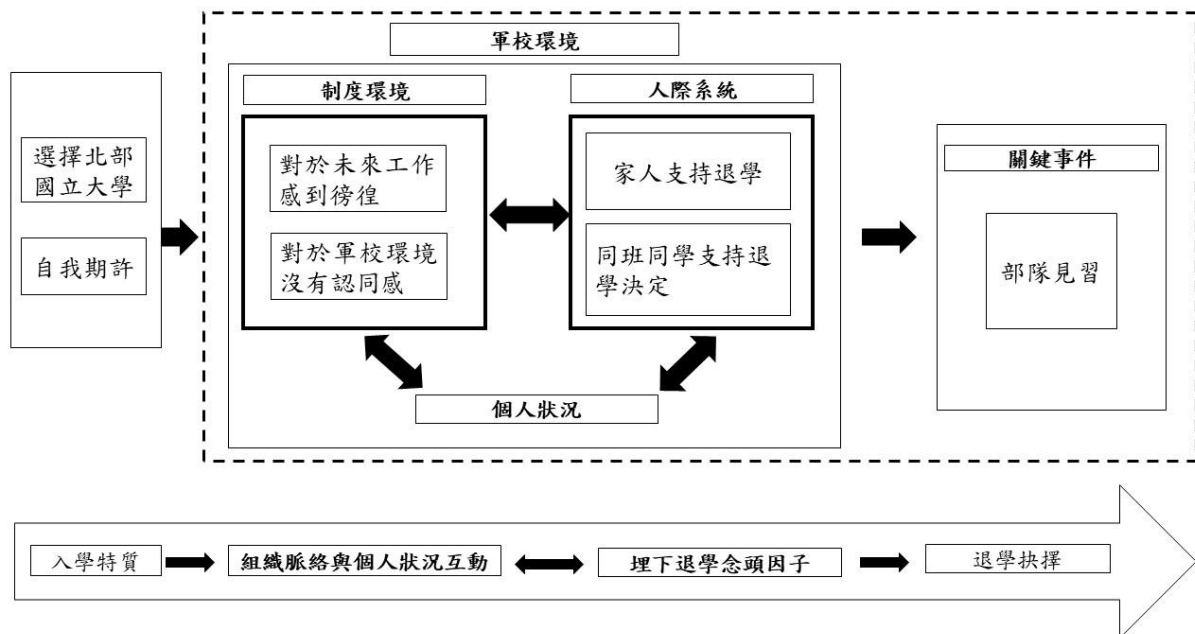 軍校環境
制度環境
人際系統
選擇北部
國立大學
自我期許
對於未來工作
感到徬徨
對於軍校環境
沒有認同感
家人支持退學
同班同學支持退
學決定
個人狀況
關鍵事件
部隊見習
入學特質
組織脈絡與個人狀況互動
埋下退學念頭因子
退學抉擇